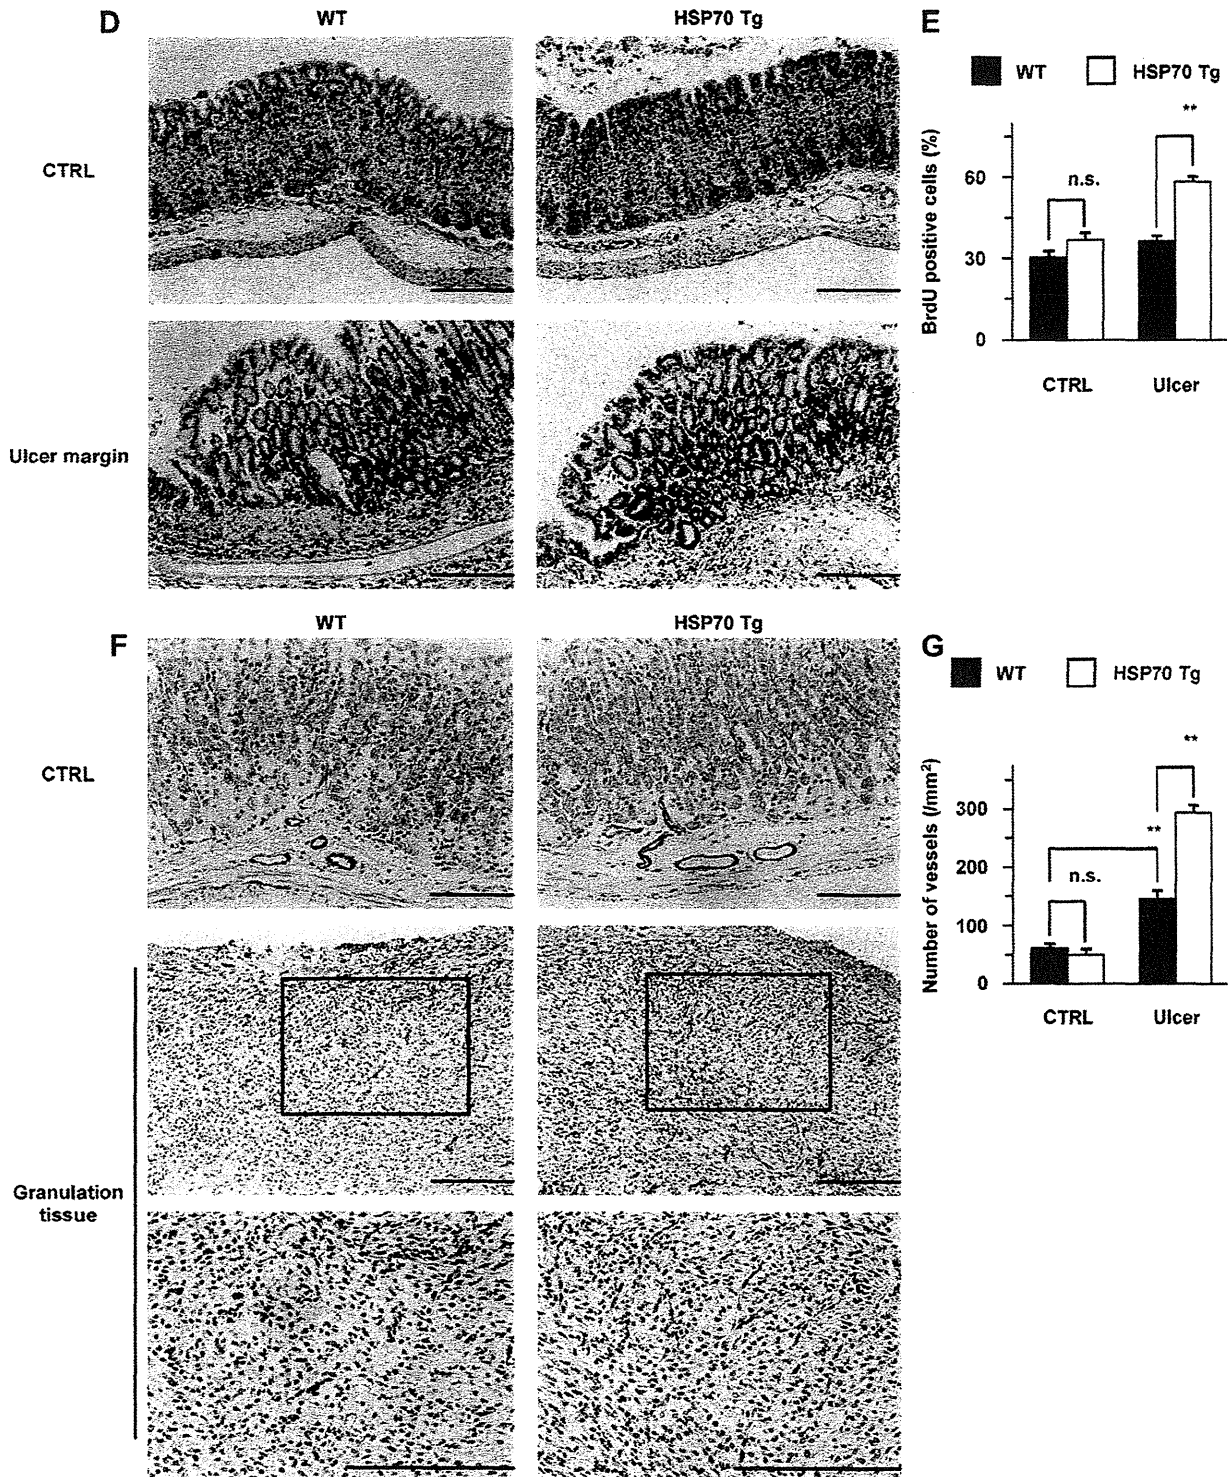 D
WT
HSP70 Tg
CTRL
Ulcer margin
E
WT
HSP70 Tg
BrdU positive cells (%)
60
30
0
n.s.
**
CTRL
Ulcer
F
WT
HSP70 Tg
CTRL
Granulation
tissue
G
WT
HSP70 Tg
Number of vessels (/mm²)
300
200
100
0
n.s.
**
**
CTRL
Ulcer